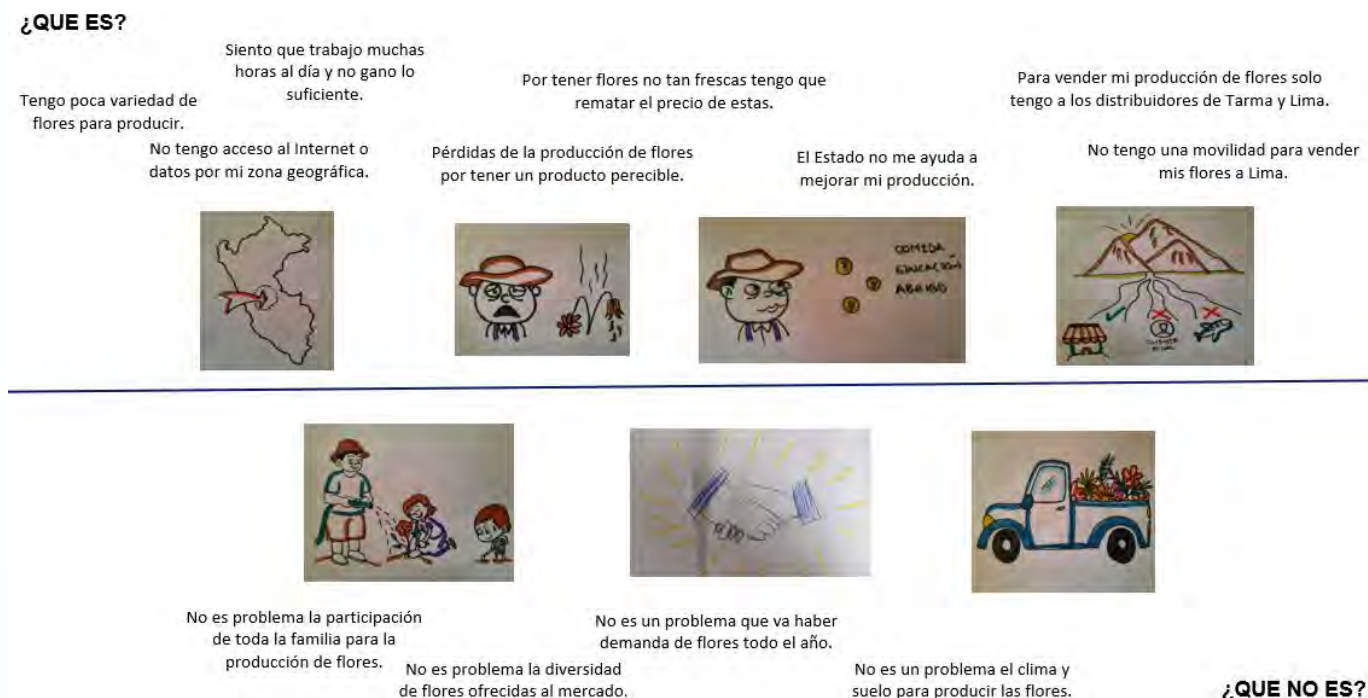 ¿QUE ES?
Siento que trabajo muchas
horas al día y no gano lo
suficiente.
Tengo poca variedad de
flores para producir.
No tengo acceso al Internet o
datos por mi zona geográfica.
Por tener flores no tan frescas tengo que
rematar el precio de estas.
Pérdidas de la producción de flores
por tener un producto perecible.
El Estado no me ayuda a
mejorar mi producción.
Para vender mi producción de flores solo
tengo a los distribuidores de Tarma y Lima.
No tengo una movilidad para vender
mis flores a Lima.
COMIDA
EDUCACIÓN
ABRIGO
CLIENTE
FINAL
No es problema la participación
de toda la familia para la
producción de flores.
No es problema la diversidad
de flores ofrecidas al mercado.
No es un problema que va haber
demanda de flores todo el año.
No es un problema el clima y
suelo para producir las flores.
¿QUE NO ES?